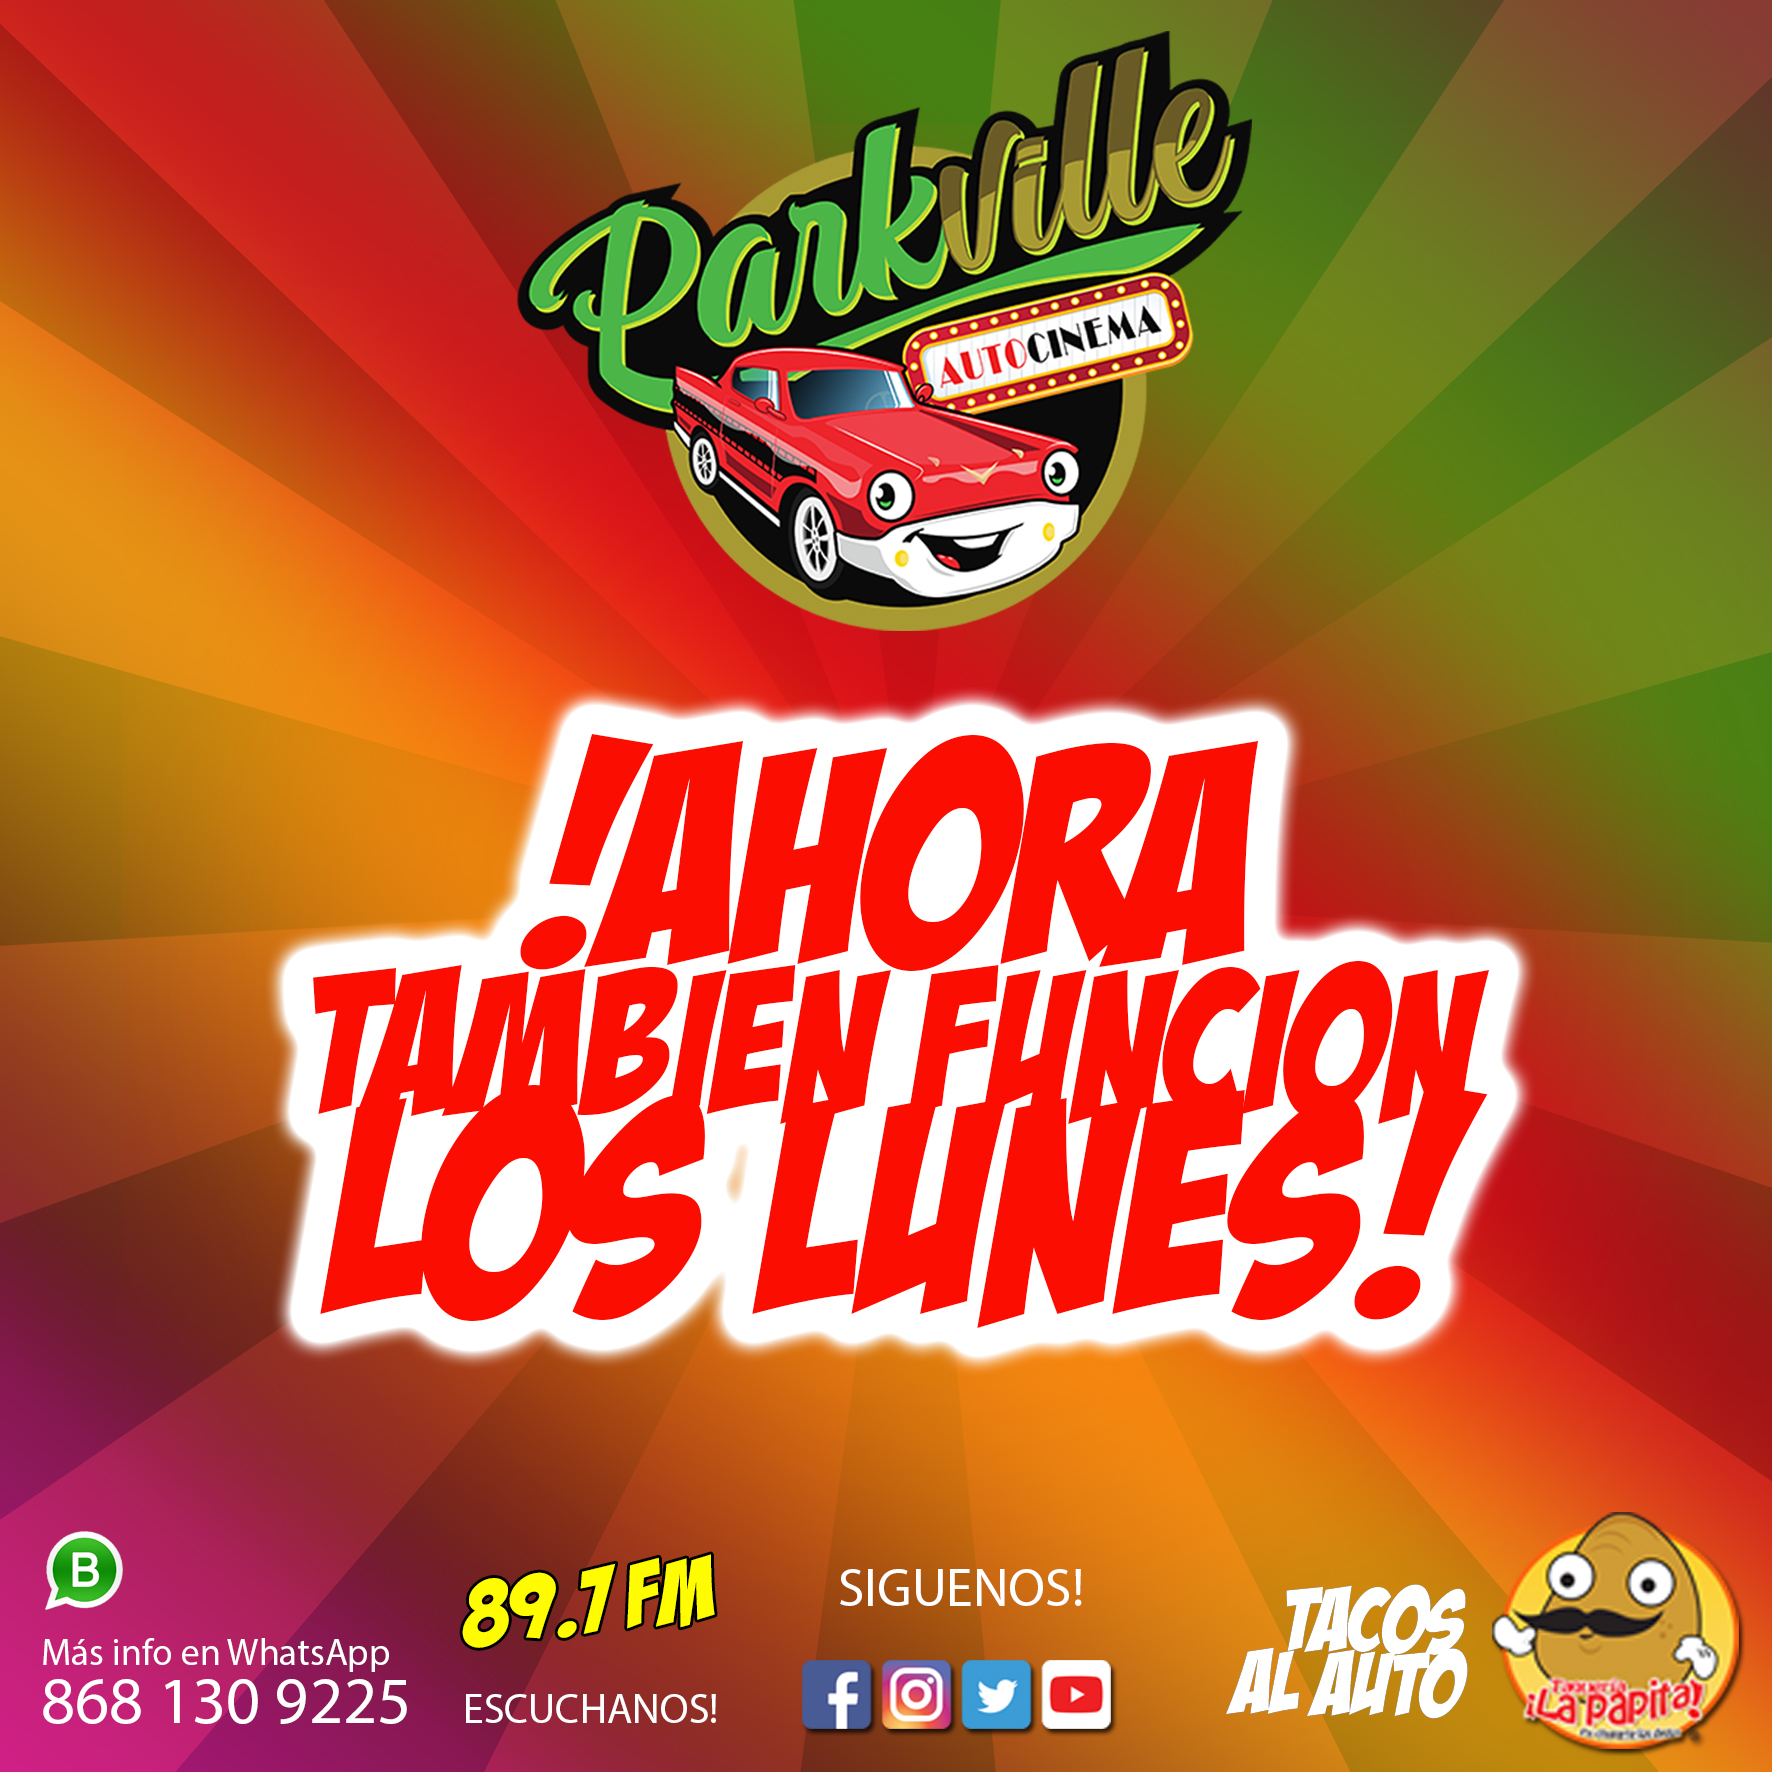 Parkville
AUTOCINEMA
¡AHORA
TAMBIEN FUNCION
LOS LUNES!
B
Más info en WhatsApp
868 130 9225
89.7 FM
ESCUCHANOS!
SIGUENOS!
TACOS
AL AUTO
Taquería
¡La papita!